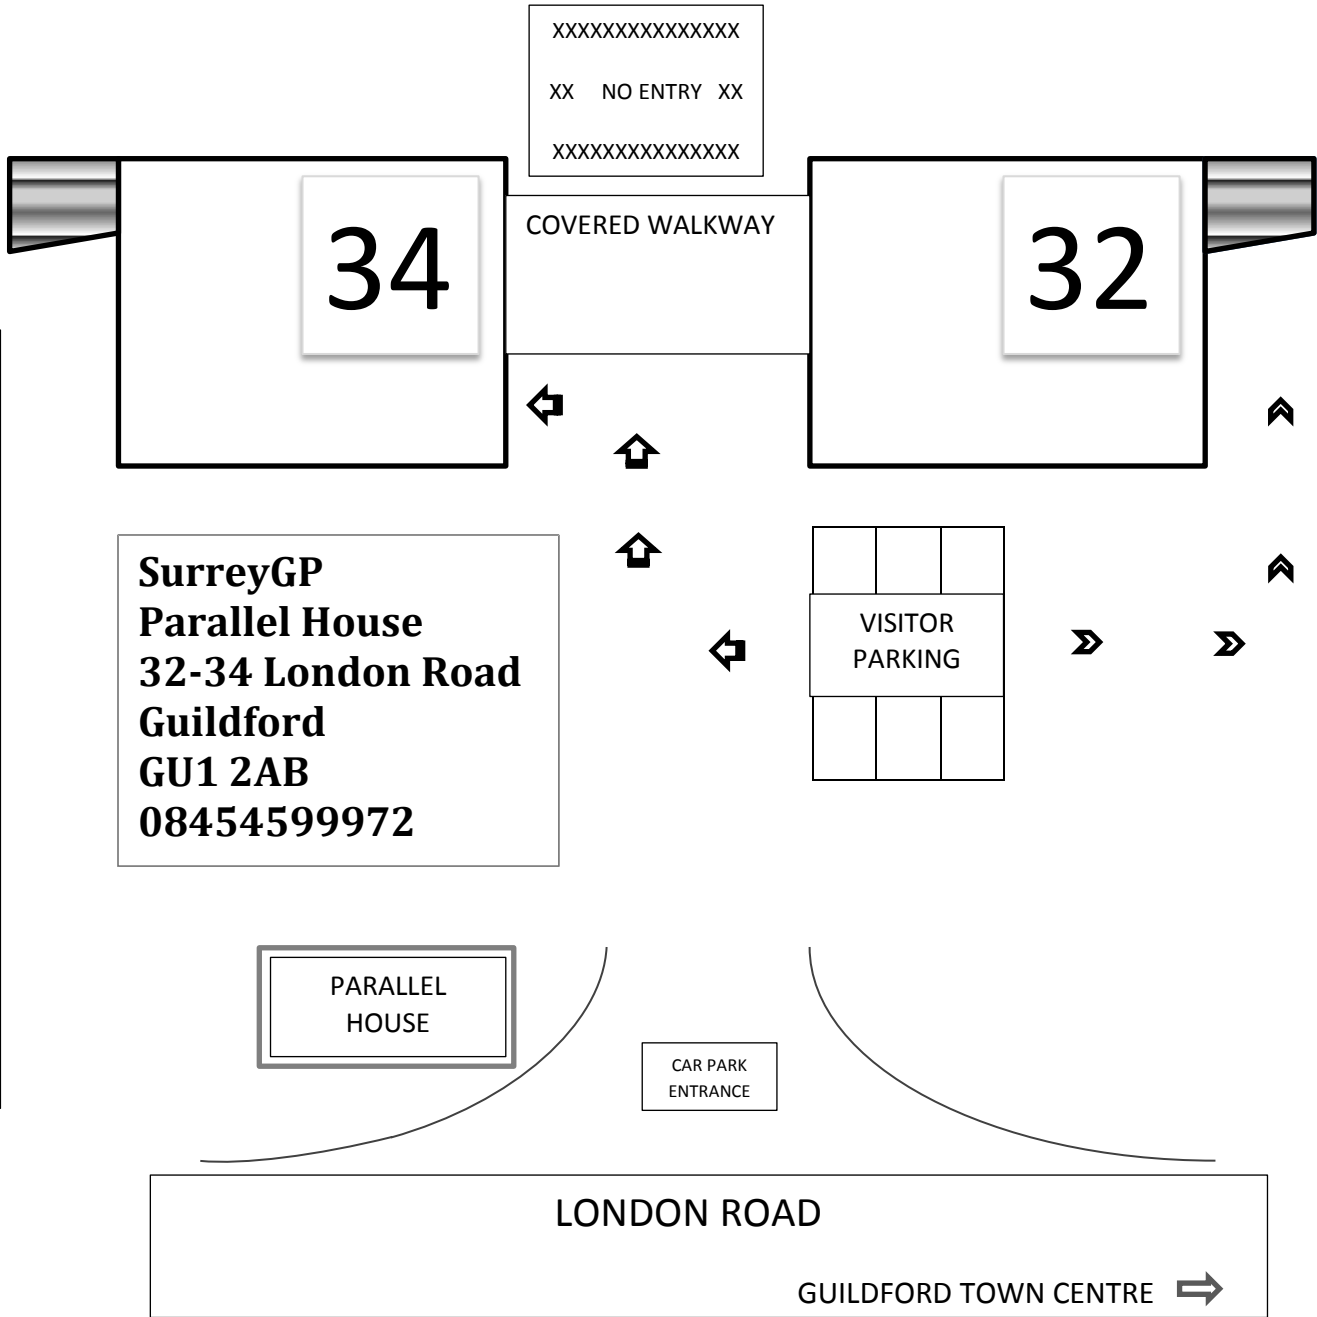 XXXXXXXXXXXXXXX
XX NO ENTRY XX
XXXXXXXXXXXXXXX
34
COVERED WALKWAY
32
SurreyGP
Parallel House
32-34 London Road
Guildford
GU1 2AB
08454599972
VISITOR
PARKING
PARALLEL
HOUSE
CAR PARK
ENTRANCE
LONDON ROAD
GUILDFORD TOWN CENTRE